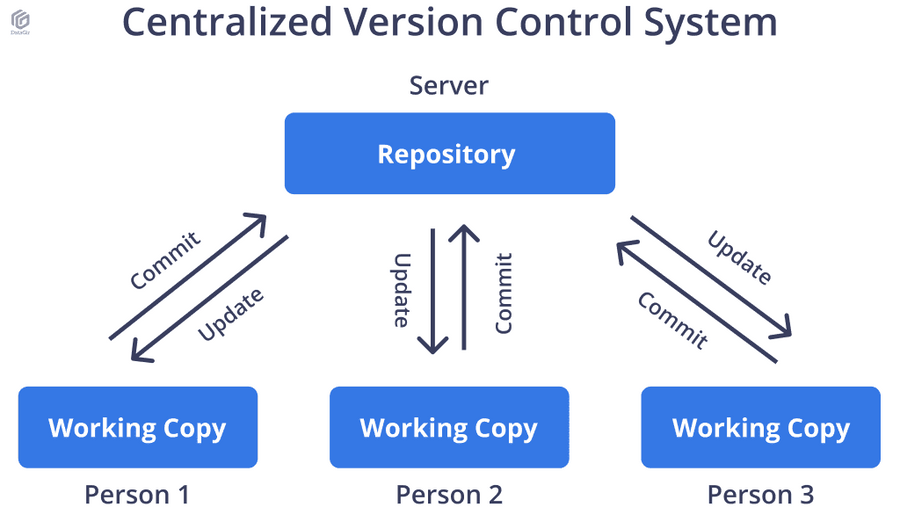 Centralized Version Control System
Server
Repository
Commit
Update
Update
Commit
Update
Commit
Working Copy
Working Copy
Working Copy
Person 1
Person 2
Person 3